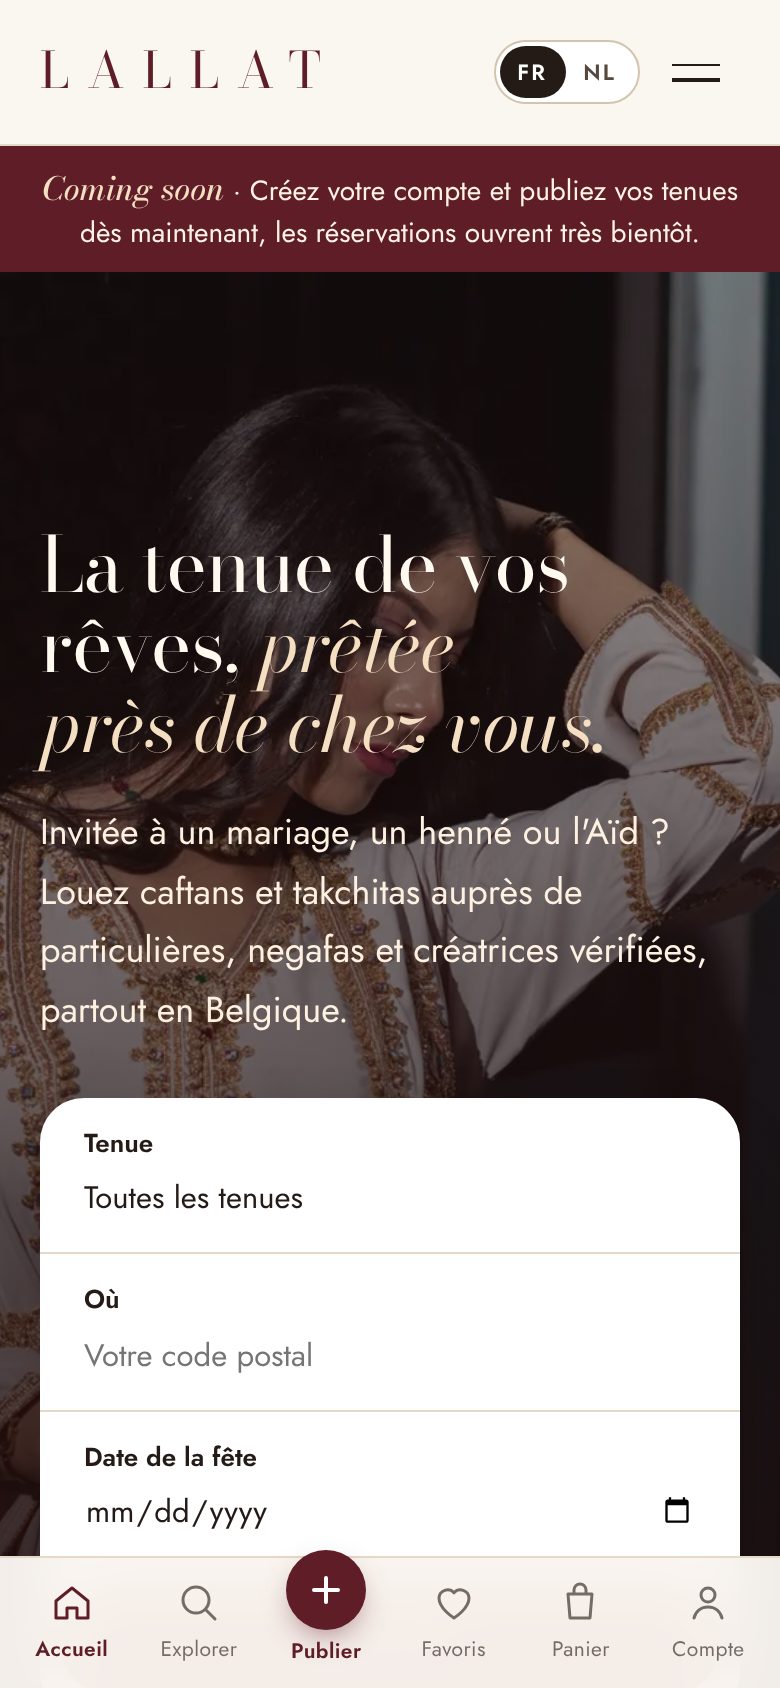 LALLAT
FR NL
Coming soon · Créez votre compte et publiez vos tenues
dès maintenant, les réservations ouvrent très bientôt.
La tenue de vos
rêves, prêtée
près de chez vous.
Invitée à un mariage, un henné ou l'Aïd ?
Louez caftans et takchitas auprès de
particulières, negafas et créatrices vérifiées,
partout en Belgique.
Tenue
Toutes les tenues
Où
Votre code postal
Date de la fête
mm/dd/yyyy
Accueil Explorer Publier Favoris Panier Compte